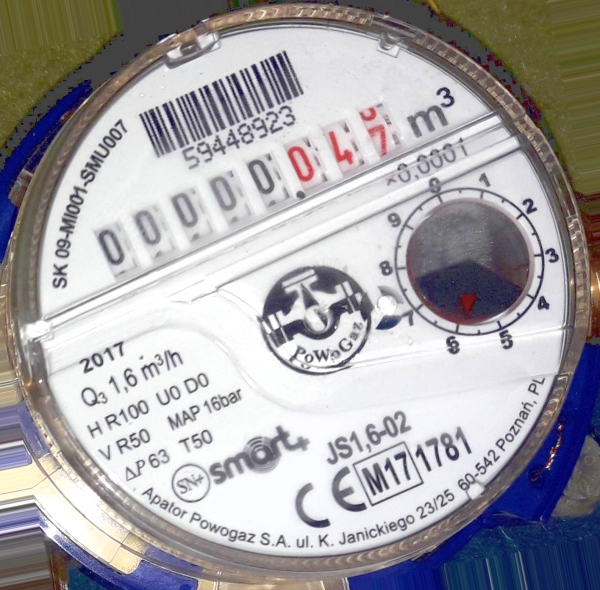 SK 09-MI001-SMU007
59448923
00000047 m³
×0,0001
0
1
2
3
4
5
6
7
8
9
PoWoGaz
2017
Q₃ 1,6 m³/h
H R100 U0 D0
V R50 MAP 16bar
ΔP 63 T50
SN+ smart+
JS1,6-02
CE M17 1781
Apator Powogaz S.A. ul. K. Janickiego 23/25 60-542 Poznań, PL